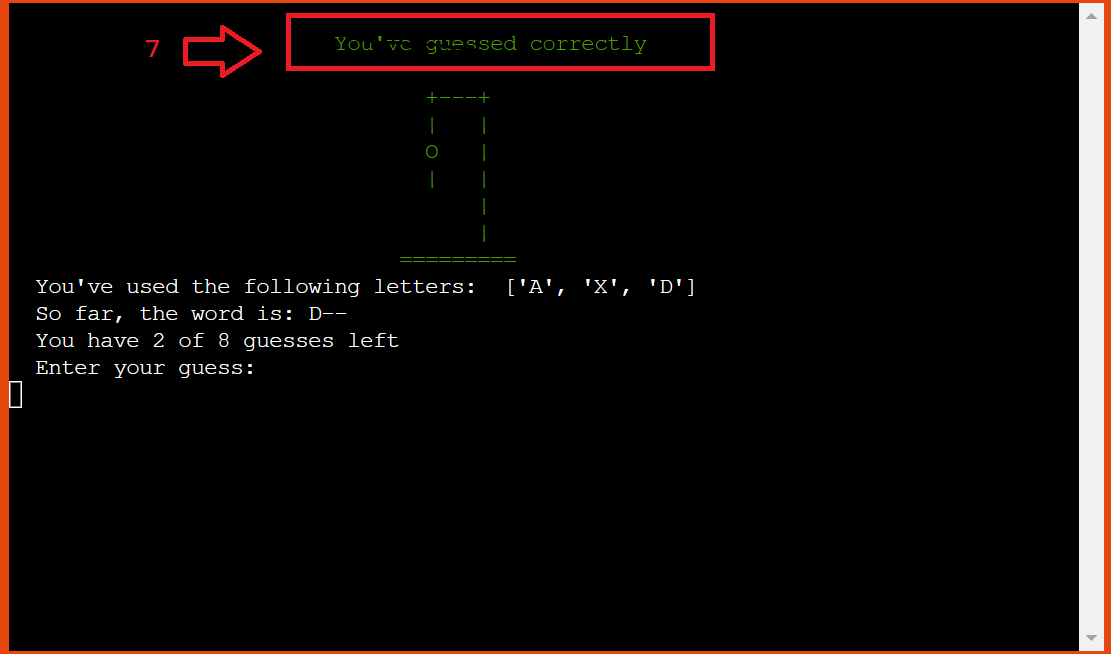 7
You've guessed correctly
+---+
|   |
O   |
|   |
    |
    |
=========
You've used the following letters:  ['A', 'X', 'D']
So far, the word is: D--
You have 2 of 8 guesses left
Enter your guess: